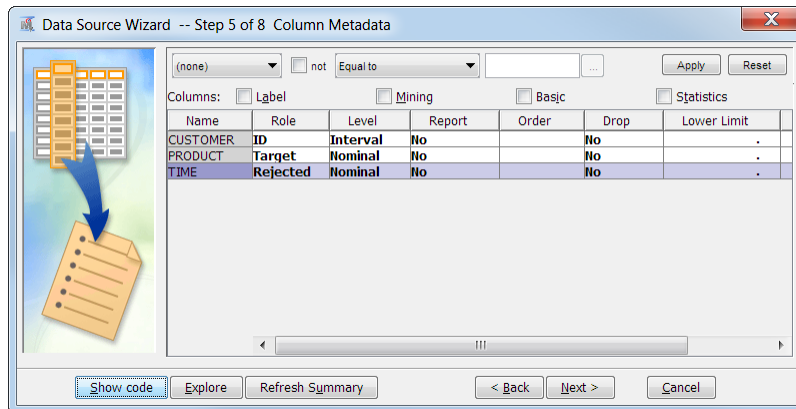 Data Source Wizard -- Step 5 of 8 Column Metadata
(none) not Equal to ... Apply Reset
Columns: Label Mining Basic Statistics
Name Role Level Report Order Drop Lower Limit
CUSTOMER ID Interval No No .
PRODUCT Target Nominal No No .
TIME Rejected Nominal No No .
Show code Explore Refresh Summary < Back Next > Cancel